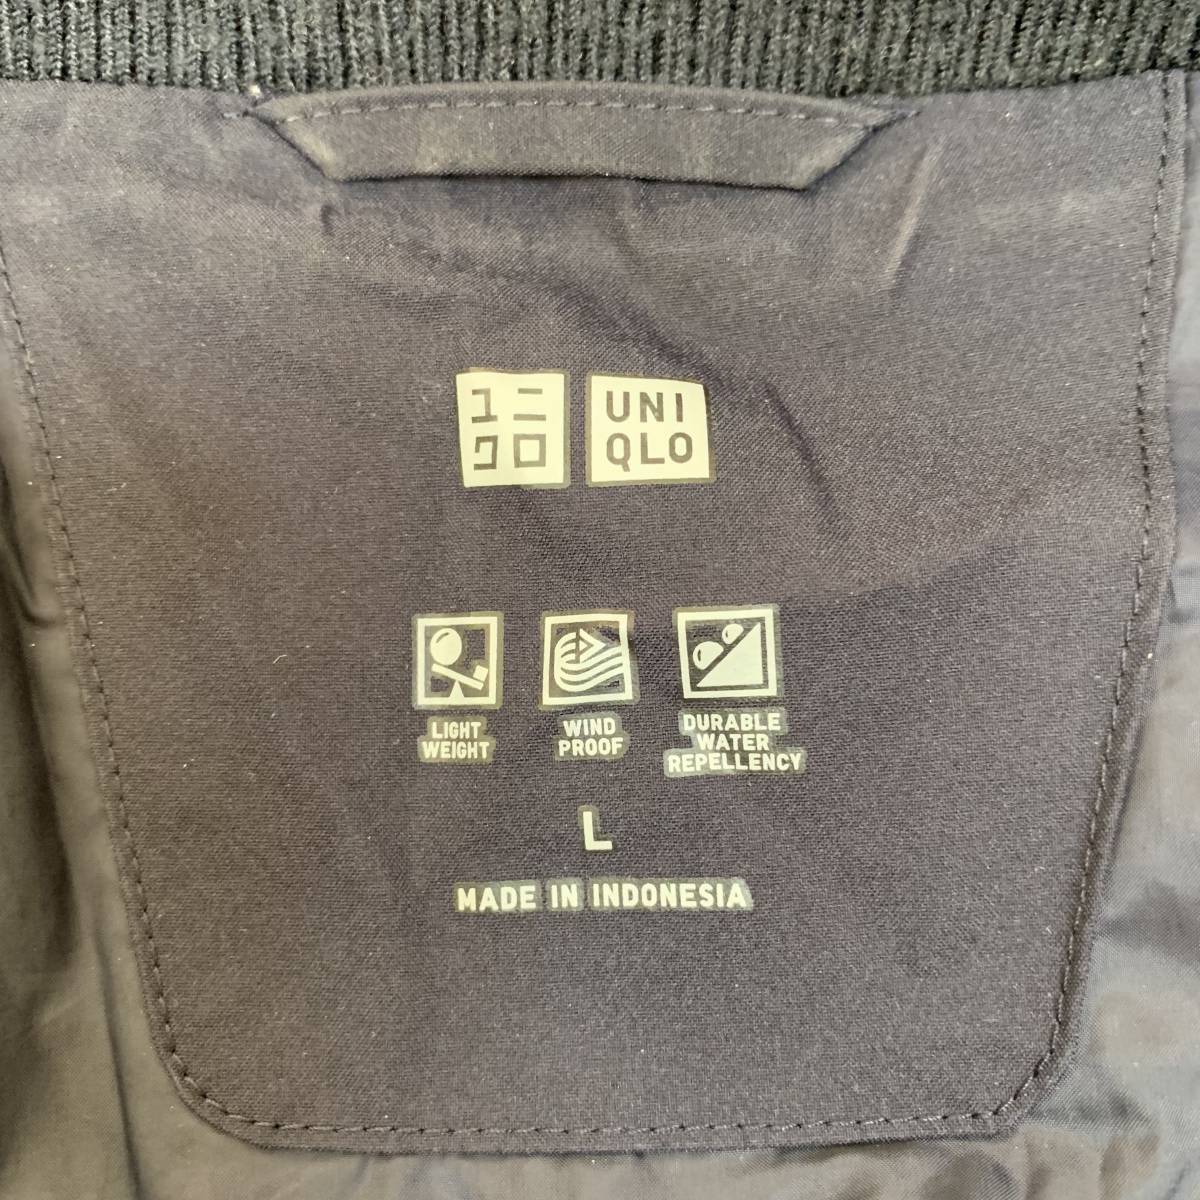 ユニ
クロ
UNI
QLO
LIGHT
WEIGHT
WIND
PROOF
DURABLE
WATER
REPELLENCY
L
MADE IN INDONESIA